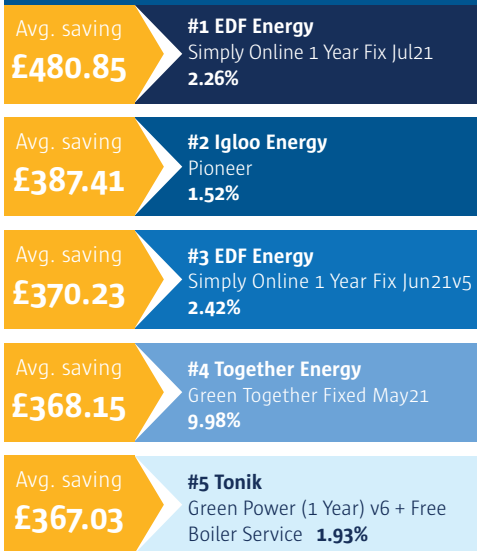 Avg. saving
£480.85
#1 EDF Energy
Simply Online 1 Year Fix Jul21
2.26%
Avg. saving
£387.41
#2 Igloo Energy
Pioneer
1.52%
Avg. saving
£370.23
#3 EDF Energy
Simply Online 1 Year Fix Jun21v5
2.42%
Avg. saving
£368.15
#4 Together Energy
Green Together Fixed May21
9.98%
Avg. saving
£367.03
#5 Tonik
Green Power (1 Year) v6 + Free
Boiler Service 1.93%